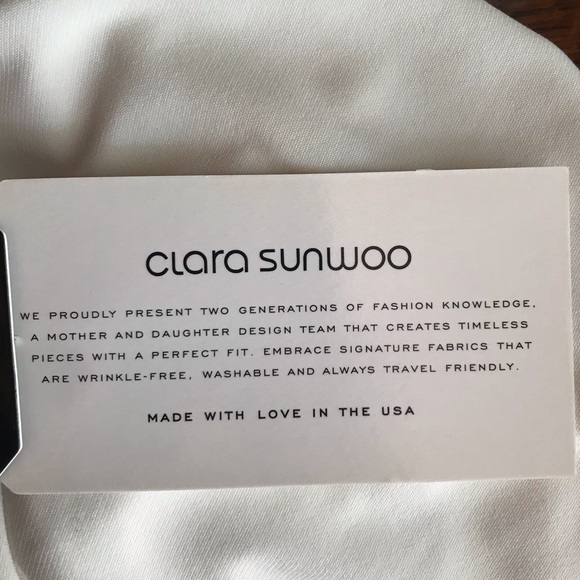 clara sunwoo
WE PROUDLY PRESENT TWO GENERATIONS OF FASHION KNOWLEDGE,
A MOTHER AND DAUGHTER DESIGN TEAM THAT CREATES TIMELESS
PIECES WITH A PERFECT FIT. EMBRACE SIGNATURE FABRICS THAT
ARE WRINKLE-FREE, WASHABLE AND ALWAYS TRAVEL FRIENDLY.
MADE WITH LOVE IN THE USA